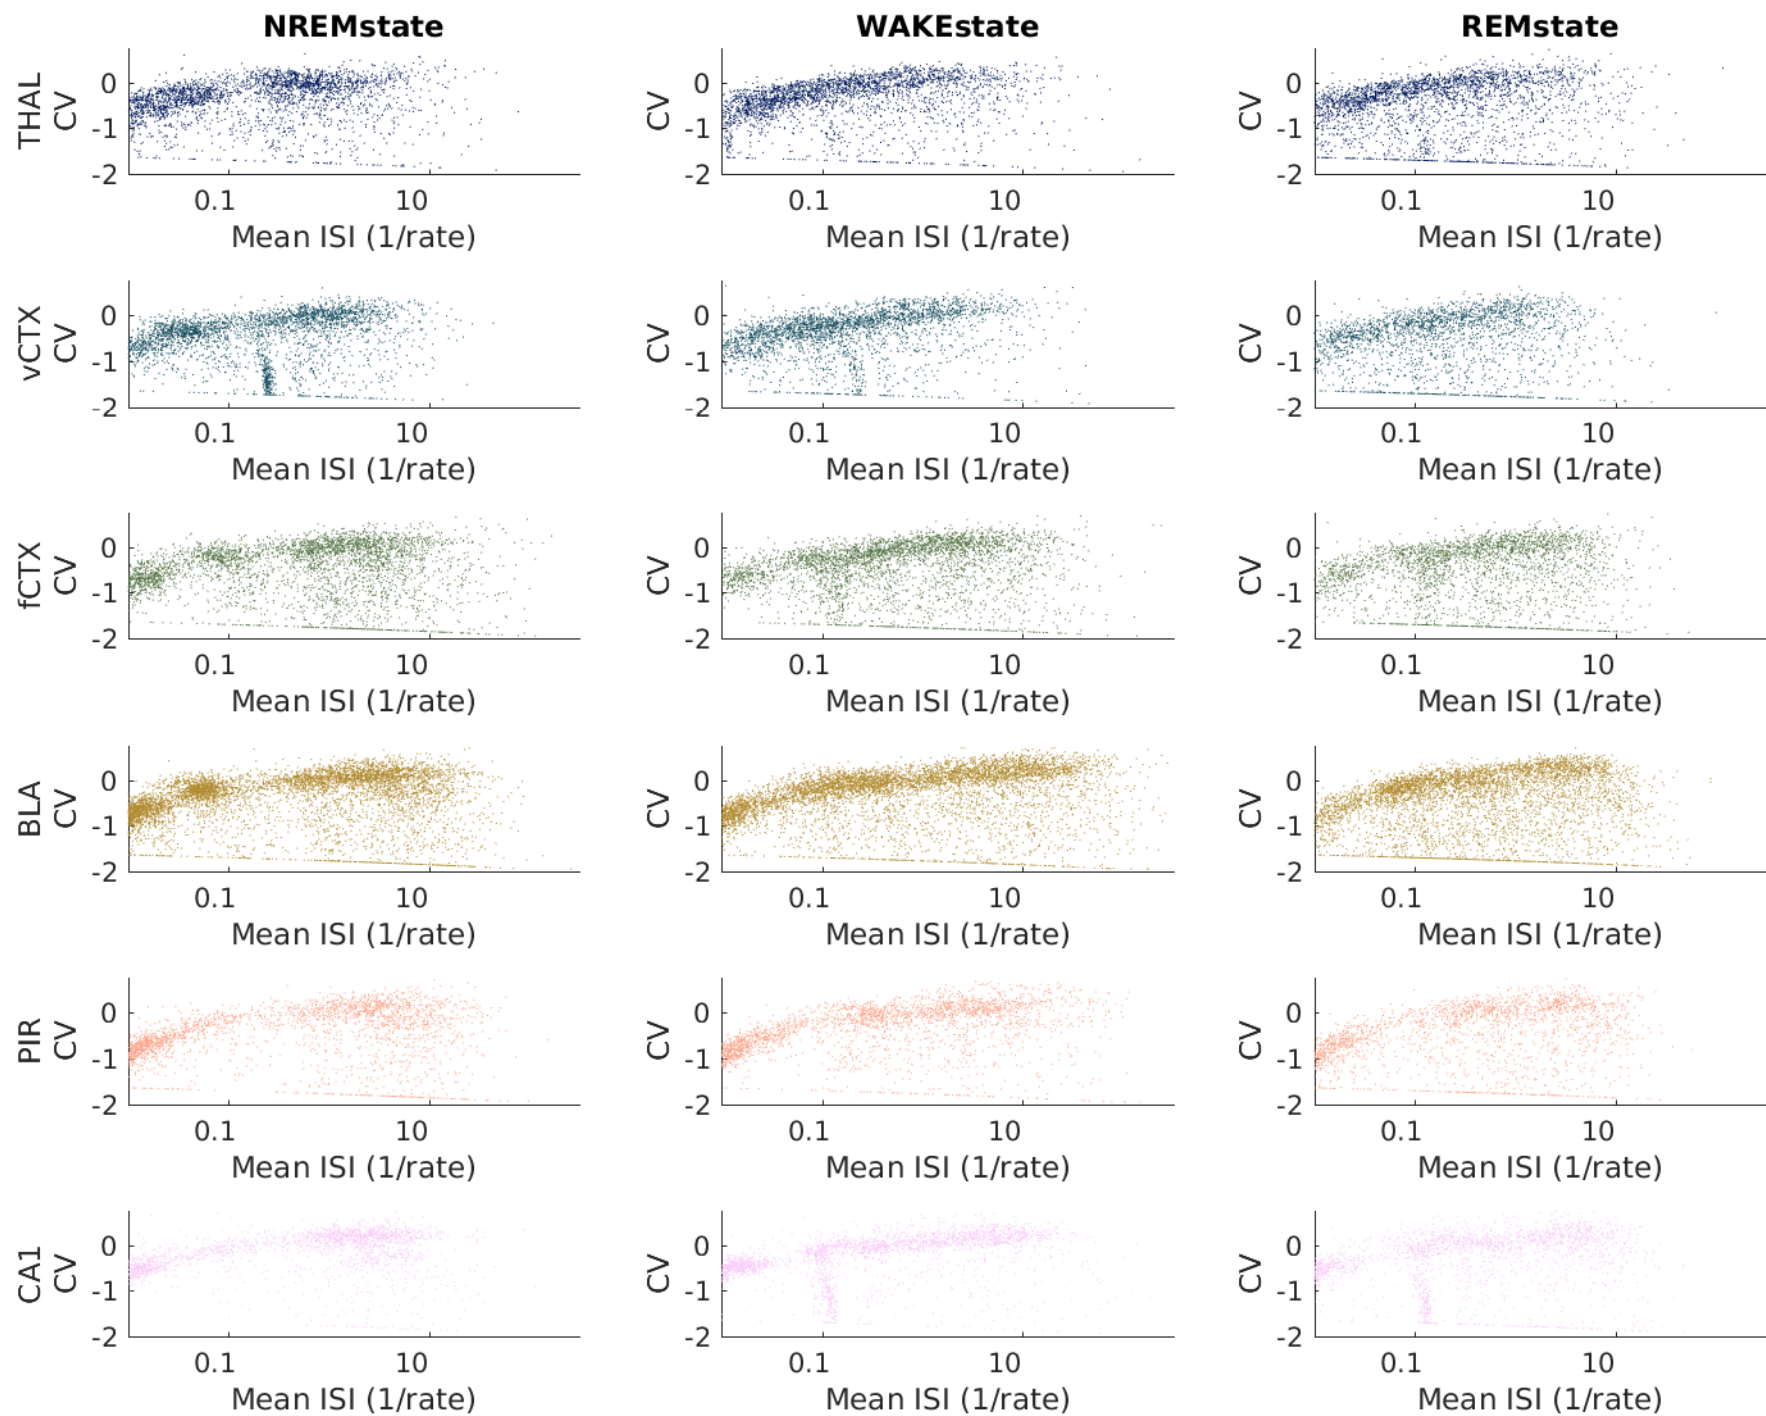 NREMstate WAKEstate REMstate
THAL
CV CV CV
0 0 0
-1 -1 -1
-2 -2 -2
0.1 10 0.1 10 0.1 10
Mean ISI (1/rate) Mean ISI (1/rate) Mean ISI (1/rate)
vCTX
CV CV CV
0 0 0
-1 -1 -1
-2 -2 -2
0.1 10 0.1 10 0.1 10
Mean ISI (1/rate) Mean ISI (1/rate) Mean ISI (1/rate)
fCTX
CV CV CV
0 0 0
-1 -1 -1
-2 -2 -2
0.1 10 0.1 10 0.1 10
Mean ISI (1/rate) Mean ISI (1/rate) Mean ISI (1/rate)
BLA
CV CV CV
0 0 0
-1 -1 -1
-2 -2 -2
0.1 10 0.1 10 0.1 10
Mean ISI (1/rate) Mean ISI (1/rate) Mean ISI (1/rate)
PIR
CV CV CV
0 0 0
-1 -1 -1
-2 -2 -2
0.1 10 0.1 10 0.1 10
Mean ISI (1/rate) Mean ISI (1/rate) Mean ISI (1/rate)
CA1
CV CV CV
0 0 0
-1 -1 -1
-2 -2 -2
0.1 10 0.1 10 0.1 10
Mean ISI (1/rate) Mean ISI (1/rate) Mean ISI (1/rate)